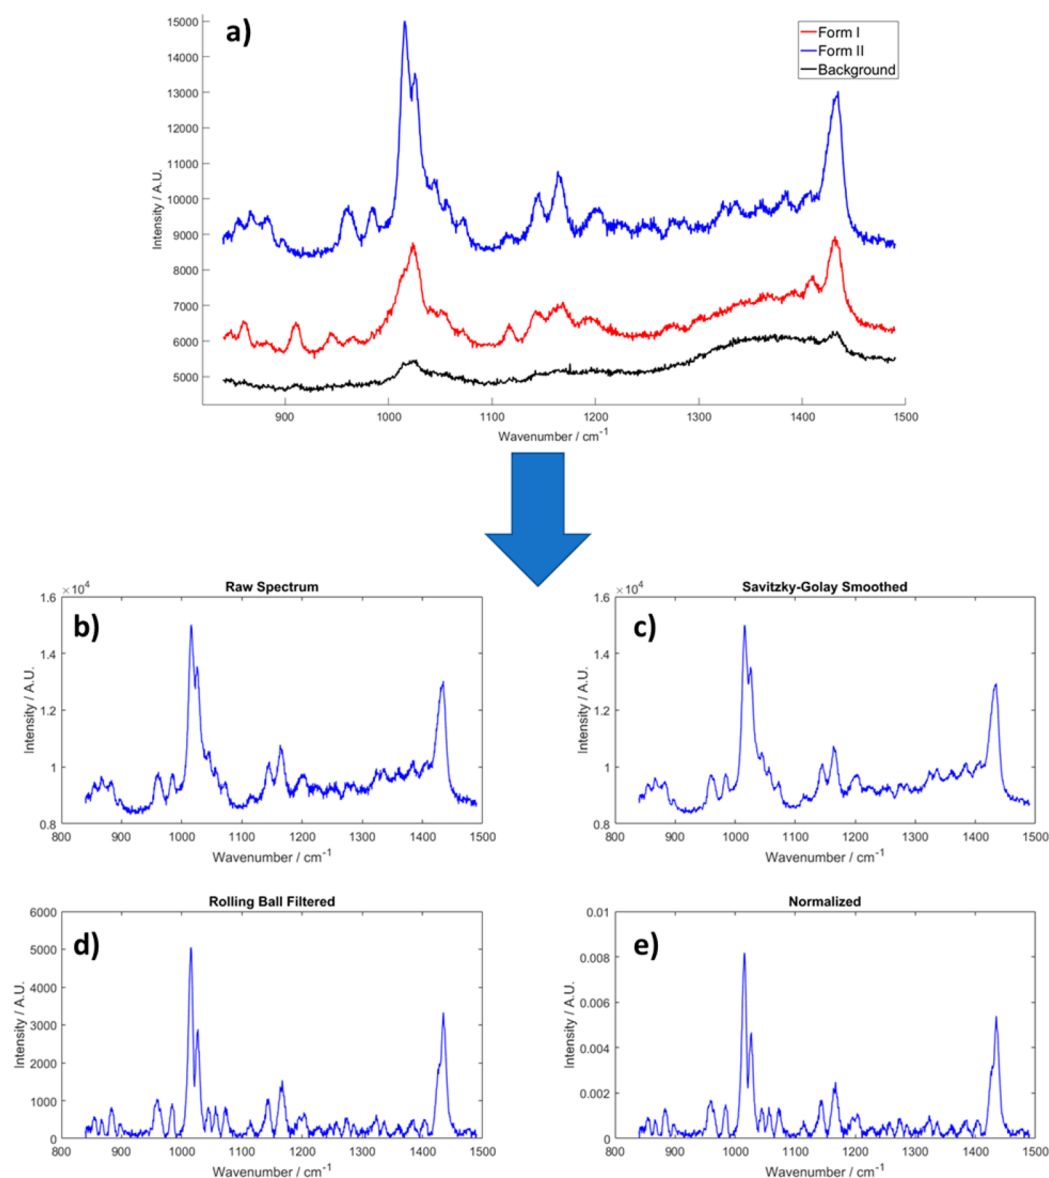 a)
Form I
Form II
Background
15000
14000
13000
12000
11000
10000
9000
8000
7000
6000
5000
Intensity / A.U.
900 1000 1100 1200 1300 1400 1500
Wavenumber / cm⁻¹
Raw Spectrum
×10⁴
b)
1.6
1.4
1.2
1
0.8
Intensity / A.U.
800 900 1000 1100 1200 1300 1400 1500
Wavenumber / cm⁻¹
Savitzky-Golay Smoothed
×10⁴
c)
1.6
1.4
1.2
1
0.8
Intensity / A.U.
800 900 1000 1100 1200 1300 1400 1500
Wavenumber / cm⁻¹
Rolling Ball Filtered
d)
6000
5000
4000
3000
2000
1000
0
Intensity / A.U.
800 900 1000 1100 1200 1300 1400 1500
Wavenumber / cm⁻¹
Normalized
e)
0.01
0.008
0.006
0.004
0.002
0
Intensity / A.U.
800 900 1000 1100 1200 1300 1400 1500
Wavenumber / cm⁻¹